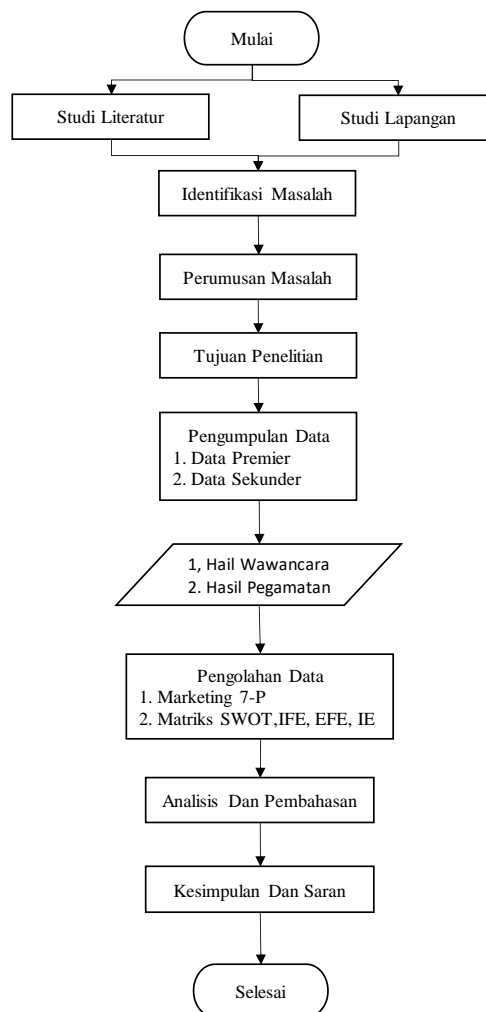 Mulai
Studi Literatur
Studi Lapangan
Identifikasi Masalah
Perumusan Masalah
Tujuan Penelitian
Pengumpulan Data
1. Data Premier
2. Data Sekunder
1, Hail Wawancara
2. Hasil Pegamatan
Pengolahan Data
1. Marketing 7-P
2. Matriks SWOT,IFE, EFE, IE
Analisis Dan Pembahasan
Kesimpulan Dan Saran
Selesai